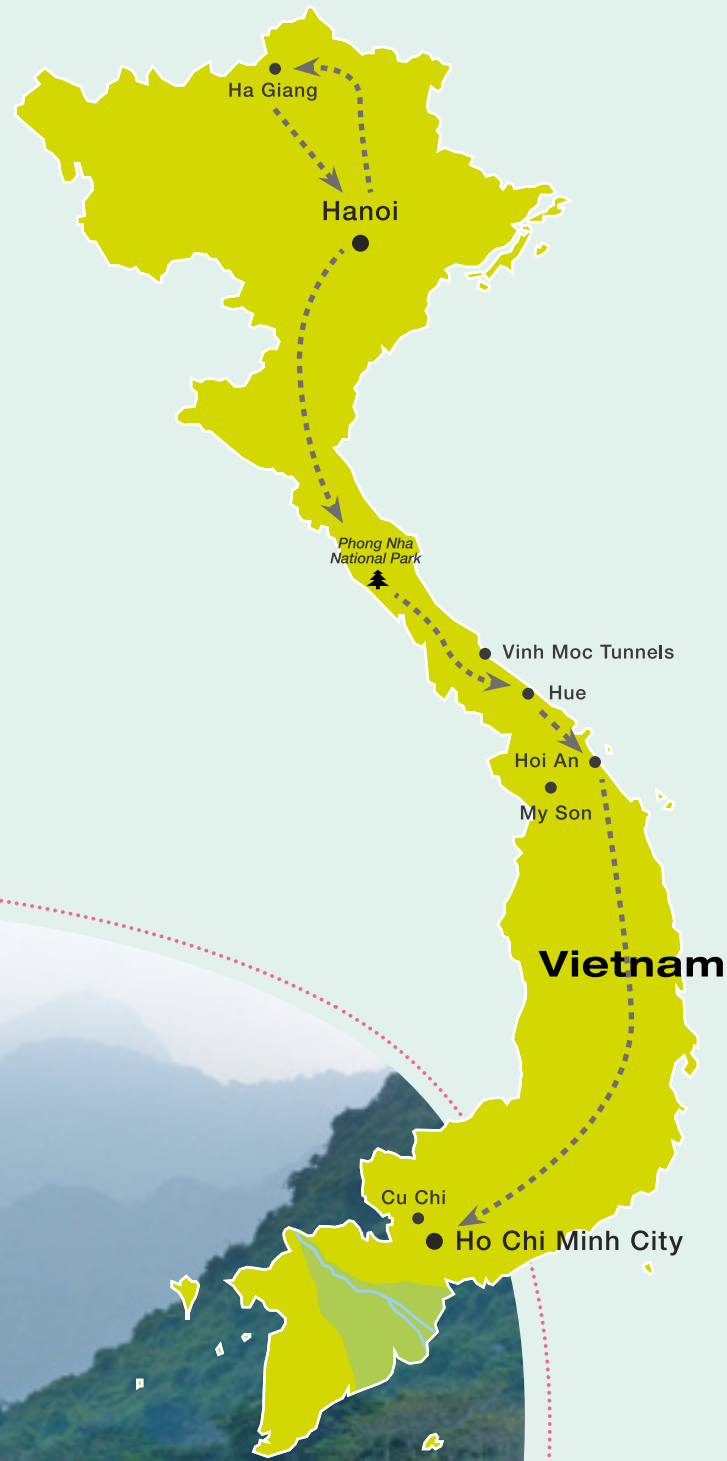 Ha Giang
Hanoi
Phong Nha
National Park
Vinh Moc Tunnels
Hue
Hoi An
My Son
Vietnam
Cu Chi
Ho Chi Minh City